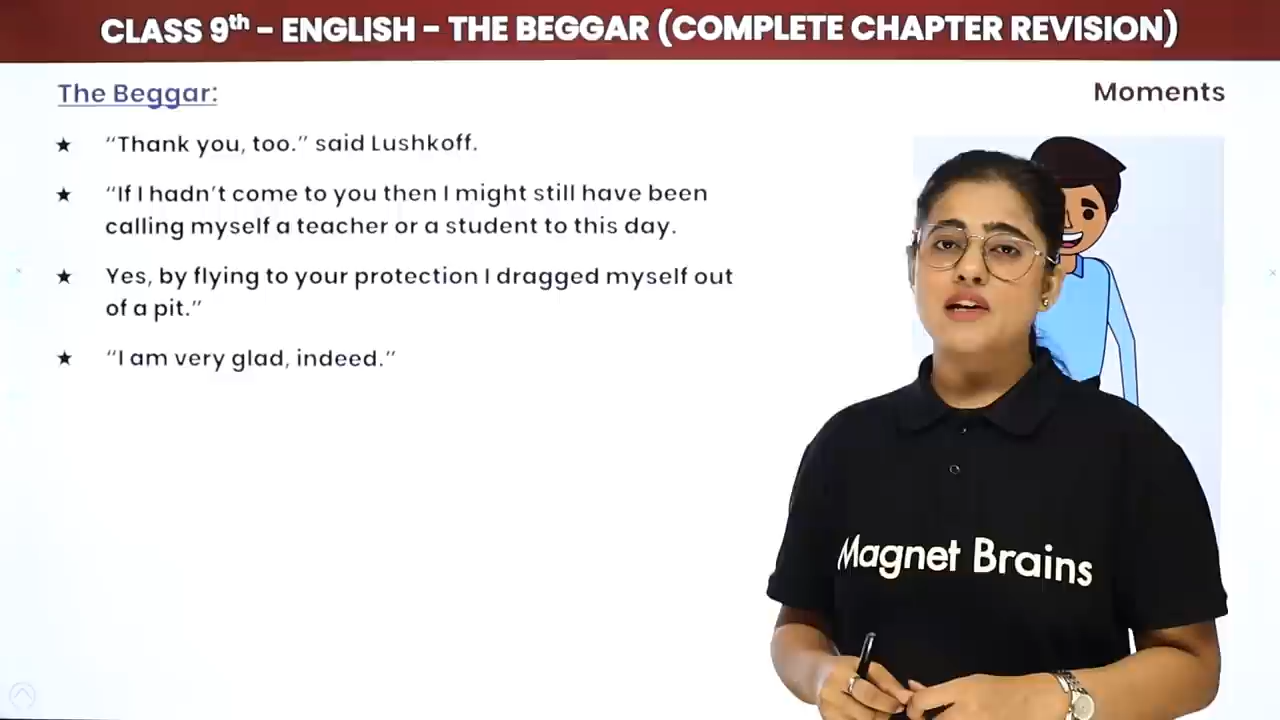 CLASS 9th – ENGLISH – THE BEGGAR (COMPLETE CHAPTER REVISION)
The Beggar:
Moments
★ “Thank you, too.” said Lushkoff.
★ “If I hadn’t come to you then I might still have been
calling myself a teacher or a student to this day.
★ Yes, by flying to your protection I dragged myself out
of a pit.”
★ “I am very glad, indeed.”
Magnet Brains